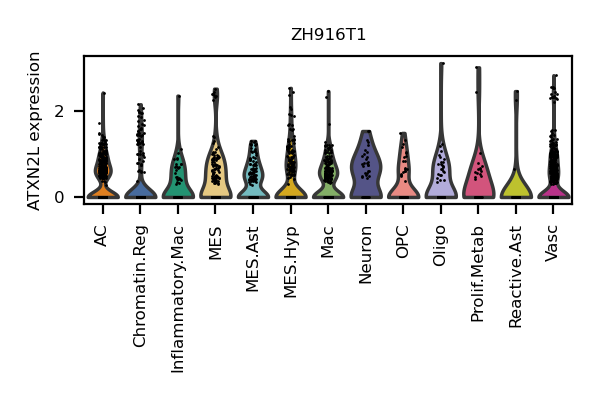 ZH916T1
ATXN2L expression
2
0
AC
Chromatin.Reg
Inflammatory.Mac
MES
MES.Ast
MES.Hyp
Mac
Neuron
OPC
Oligo
Prolif.Metab
Reactive.Ast
Vasc